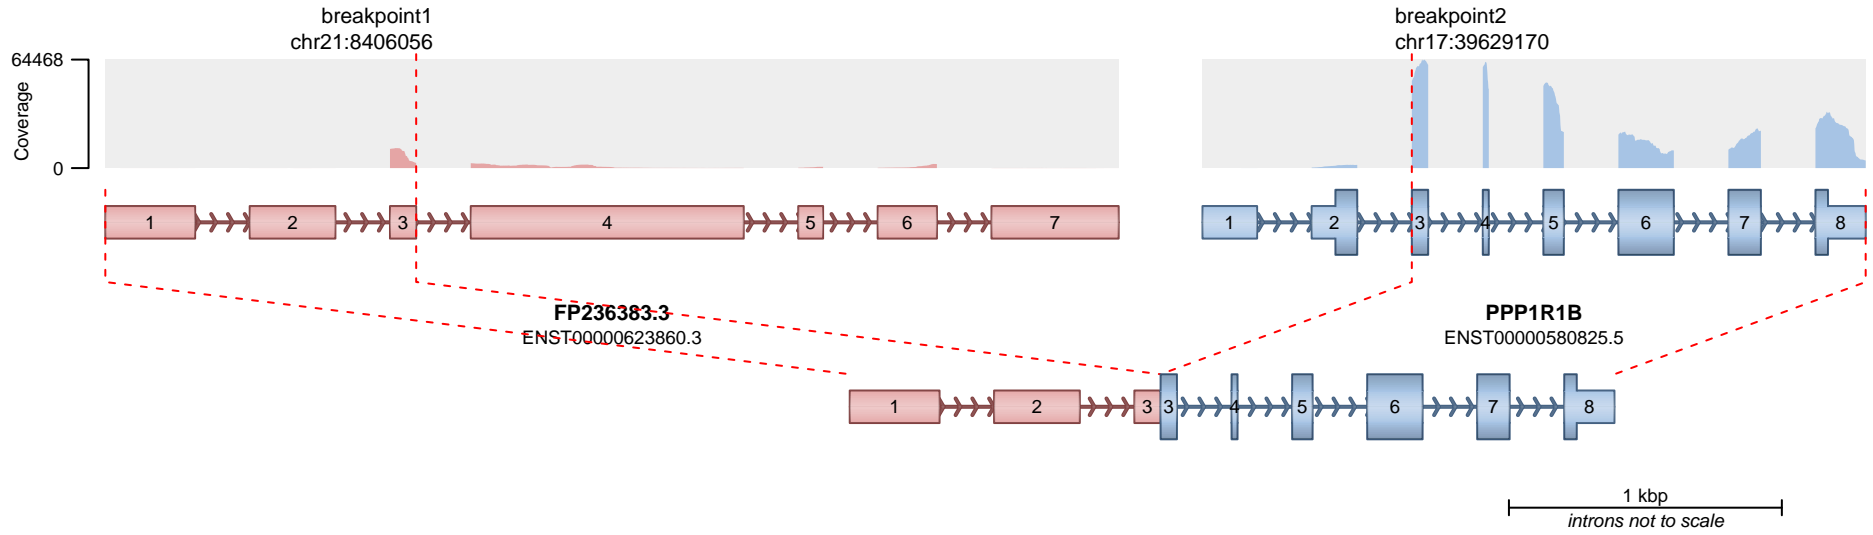 breakpoint1
chr21:8406056
breakpoint2
chr17:39629170
64468
Coverage
0
1 2 3 4 5 6 7
1 2 3 4 5 6 7 8
FP236383.3
ENST00000623860.3
PPP1R1B
ENST00000580825.5
1 2 3 3 4 5 6 7 8
1 kbp
introns not to scale